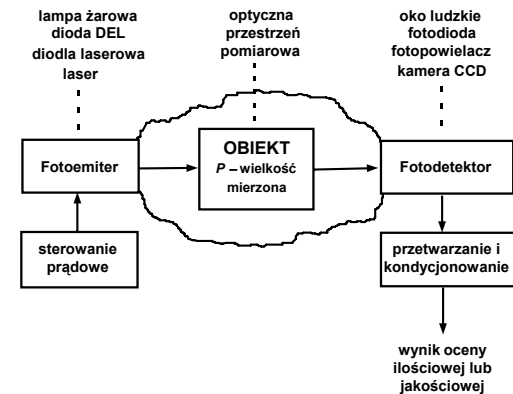 lampa żarowa
dioda DEL
diodla laserowa
laser
optyczna
przestrzeń
pomiarowa
oko ludzkie
fotodioda
fotopowielacz
kamera CCD
Fotoemiter
OBIEKT
P – wielkość
mierzona
Fotodetektor
sterowanie
prądowe
przetwarzanie i
kondycjonowanie
wynik oceny
ilościowej lub
jakościowej